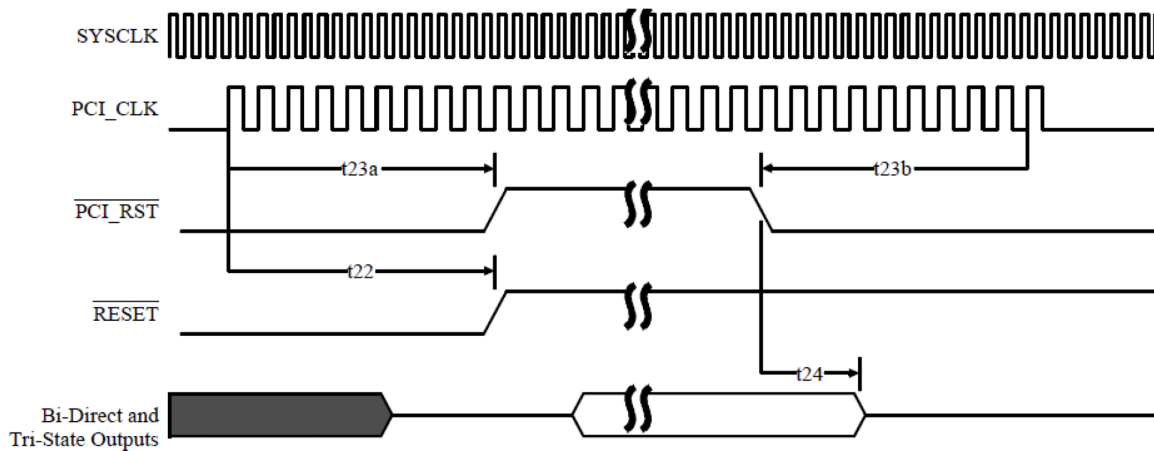 SYSCLK
PCI_CLK
t23a
t23b
PCI_RST
t22
RESET
t24
Bi-Direct and
Tri-State Outputs